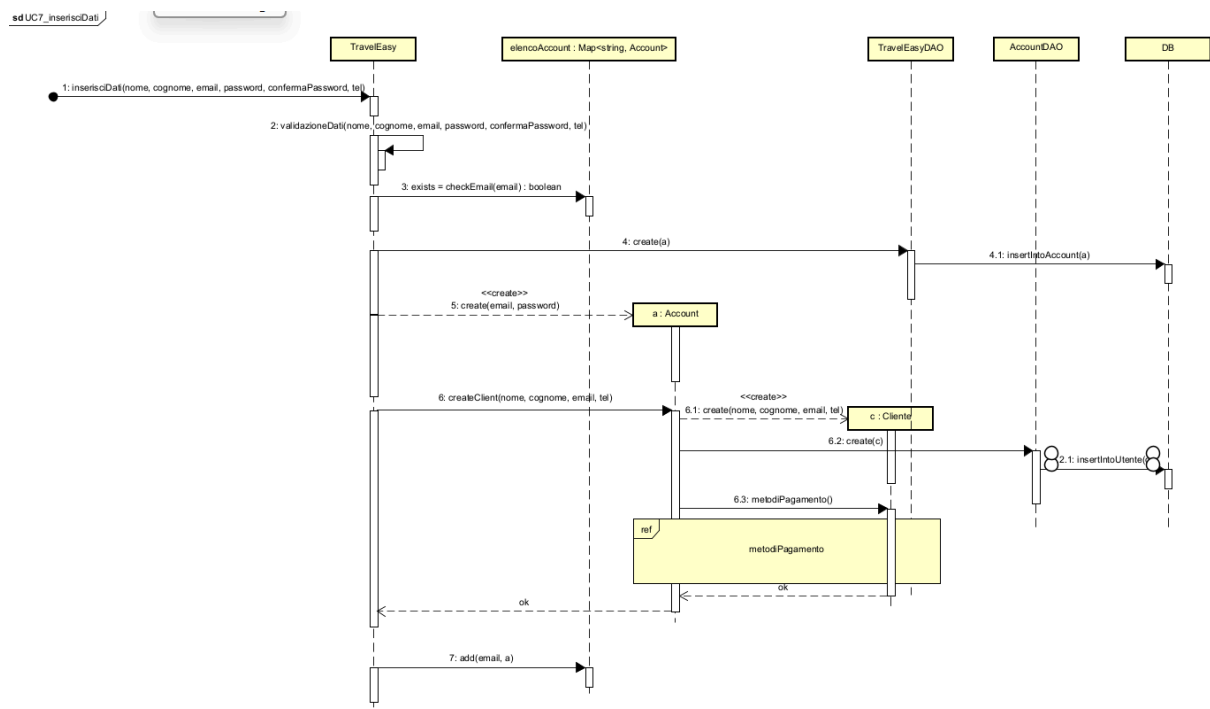 sd UC7_inserisciDati
TravelEasy
elencoAccount : Map<string, Account>
TravelEasyDAO
AccountDAO
DB
1: inserisciDati(nome, cognome, email, password, confermaPassword, tel)
2: validazioneDati(nome, cognome, email, password, confermaPassword, tel)
3: exists = checkEmail(email) : boolean
4: create(a)
4.1: insertIntoAccount(a)
<<create>>
5: create(email, password)
a : Account
6: createClient(nome, cognome, email, tel)
<<create>>
6.1: create(nome, cognome, email, tel)
c : Cliente
6.2: create(c)
2.1: insertIntoUtente(
6.3: metodiPagamento()
ref
metodiPagamento
ok
ok
7: add(email, a)